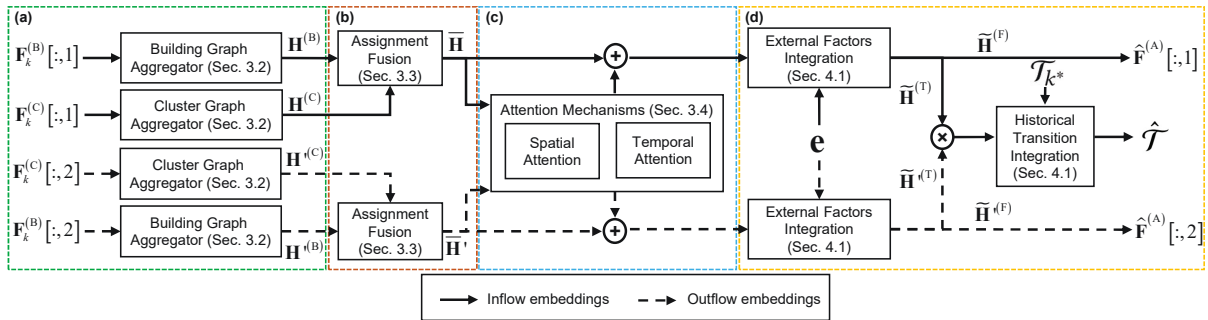 (a)
F_k^(B)[:,1]
Building Graph
Aggregator (Sec. 3.2)
H^(B)
F_k^(C)[:,1]
Cluster Graph
Aggregator (Sec. 3.2)
H^(C)
F_k^(C)[:,2]
Cluster Graph
Aggregator (Sec. 3.2)
H'^(C)
F_k^(B)[:,2]
Building Graph
Aggregator (Sec. 3.2)
H'^(B)
(b)
Assignment
Fusion
(Sec. 3.3)
H̅
Assignment
Fusion
(Sec. 3.3)
H̅'
(c)
+
Attention Mechanisms (Sec. 3.4)
Spatial
Attention
Temporal
Attention
+
(d)
External Factors
Integration
(Sec. 4.1)
e
External Factors
Integration
(Sec. 4.1)
H̃^(F)
F̂^(A)[:,1]
H̃^(T)
𝒯_k*
×
Historical
Transition
Integration
(Sec. 4.1)
𝒯̂
H̃'^(T)
H̃'^(F)
F̂^(A)[:,2]
Inflow embeddings
Outflow embeddings